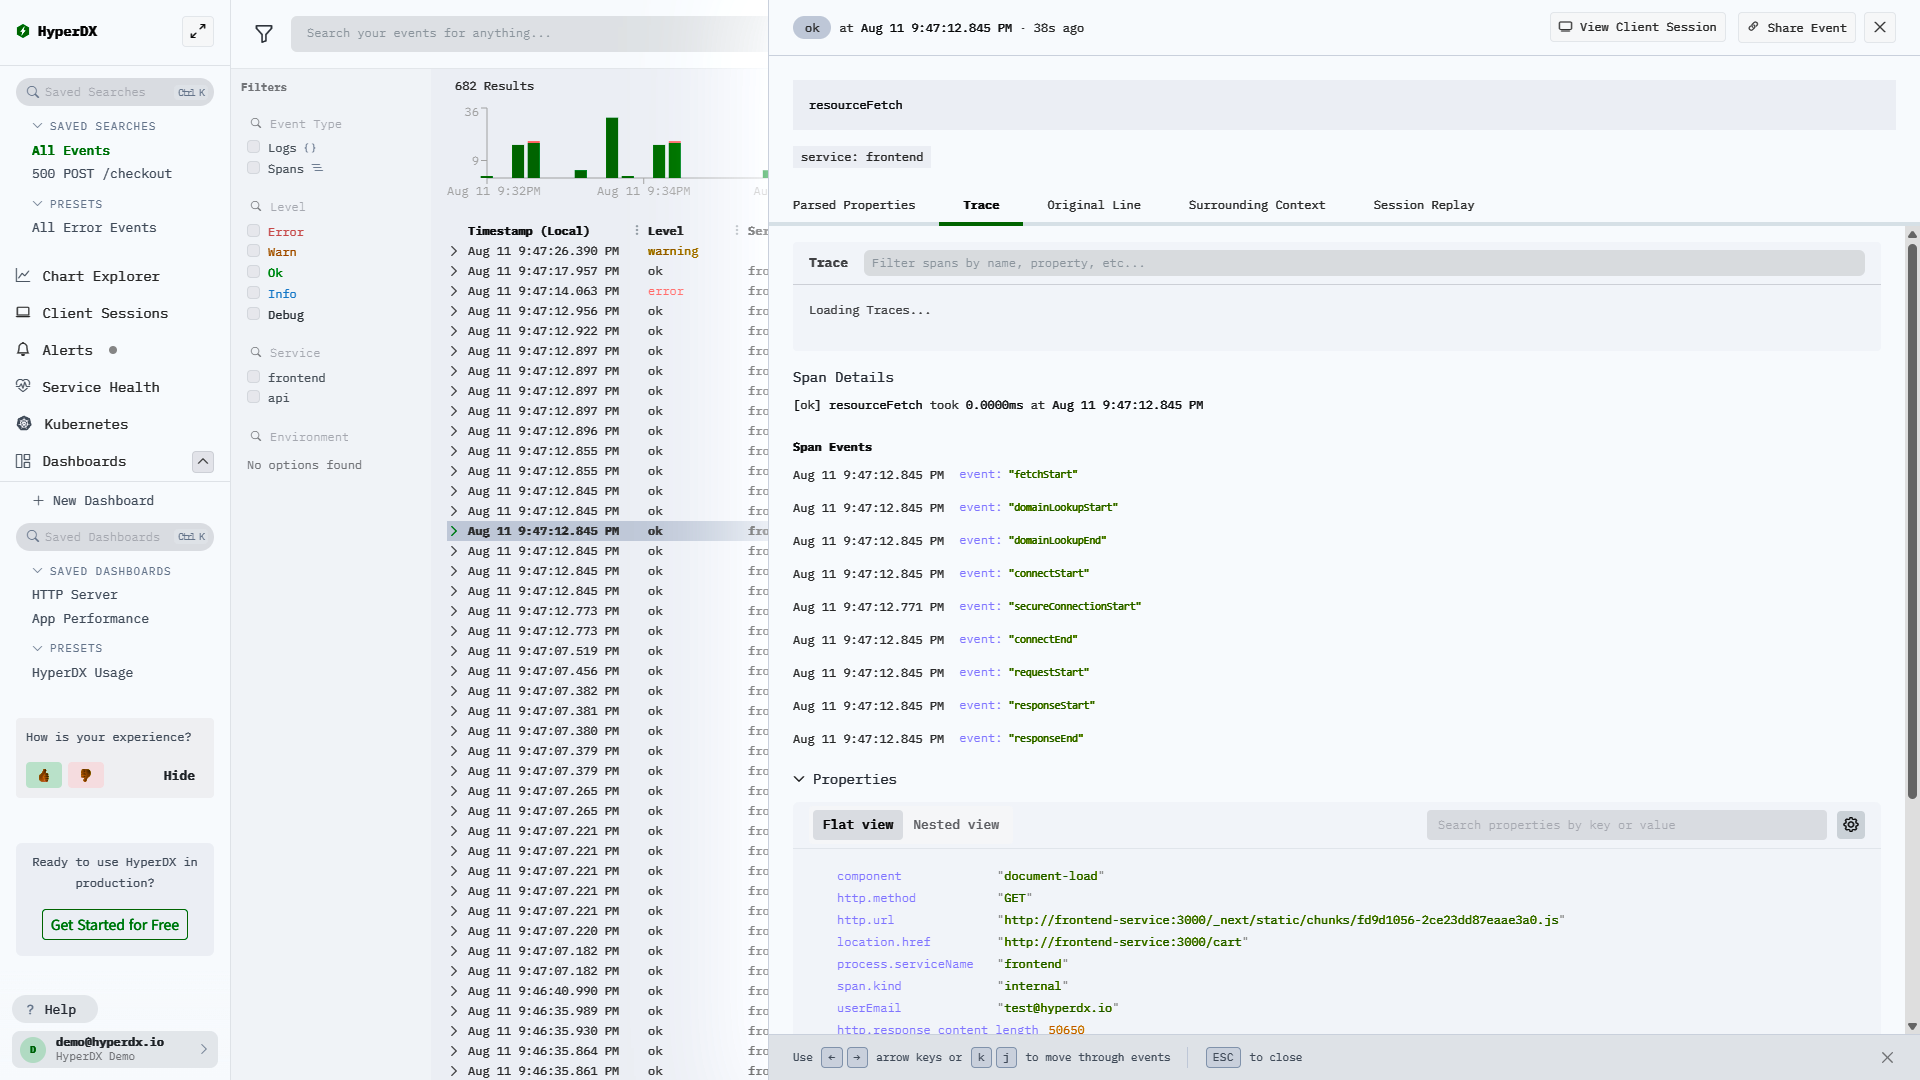 HyperDX
Saved Searches Ctrl K
SAVED SEARCHES
All Events
500 POST /checkout
PRESETS
All Error Events
Chart Explorer
Client Sessions
Alerts
Service Health
Kubernetes
Dashboards
New Dashboard
Saved Dashboards Ctrl K
SAVED DASHBOARDS
HTTP Server
App Performance
PRESETS
HyperDX Usage
How is your experience?
Hide
Ready to use HyperDX in
production?
Get Started for Free
? Help
D demo@hyperdx.io
HyperDX Demo
Search your events for anything...
Filters
Event Type
Logs {}
Spans
Level
Error
Warn
Ok
Info
Debug
Service
frontend
api
Environment
No options found
682 Results
36
9
Aug 11 9:32PM Aug 11 9:34PM Au
Timestamp (Local) Level Ser
Aug 11 9:47:26.390 PM warning
Aug 11 9:47:17.957 PM ok fro
Aug 11 9:47:14.063 PM error fro
Aug 11 9:47:12.956 PM ok fro
Aug 11 9:47:12.922 PM ok fro
Aug 11 9:47:12.897 PM ok fro
Aug 11 9:47:12.897 PM ok fro
Aug 11 9:47:12.897 PM ok fro
Aug 11 9:47:12.897 PM ok fro
Aug 11 9:47:12.896 PM ok fro
Aug 11 9:47:12.855 PM ok fro
Aug 11 9:47:12.855 PM ok fro
Aug 11 9:47:12.845 PM ok fro
Aug 11 9:47:12.845 PM ok fro
Aug 11 9:47:12.845 PM ok fro
Aug 11 9:47:12.845 PM ok fro
Aug 11 9:47:12.845 PM ok fro
Aug 11 9:47:12.845 PM ok fro
Aug 11 9:47:12.773 PM ok fro
Aug 11 9:47:12.773 PM ok fro
Aug 11 9:47:07.519 PM ok fro
Aug 11 9:47:07.456 PM ok fro
Aug 11 9:47:07.382 PM ok fro
Aug 11 9:47:07.381 PM ok fro
Aug 11 9:47:07.380 PM ok fro
Aug 11 9:47:07.379 PM ok fro
Aug 11 9:47:07.379 PM ok fro
Aug 11 9:47:07.265 PM ok fro
Aug 11 9:47:07.265 PM ok fro
Aug 11 9:47:07.221 PM ok fro
Aug 11 9:47:07.221 PM ok fro
Aug 11 9:47:07.221 PM ok fro
Aug 11 9:47:07.221 PM ok fro
Aug 11 9:47:07.221 PM ok fro
Aug 11 9:47:07.220 PM ok fro
Aug 11 9:47:07.182 PM ok fro
Aug 11 9:47:07.182 PM ok fro
Aug 11 9:46:40.990 PM ok fro
Aug 11 9:46:35.989 PM ok fro
Aug 11 9:46:35.930 PM ok fro
Aug 11 9:46:35.864 PM ok fro
Aug 11 9:46:35.861 PM ok fro
ok at Aug 11 9:47:12.845 PM · 38s ago
View Client Session Share Event
resourceFetch
service: frontend
Parsed Properties Trace Original Line Surrounding Context Session Replay
Trace Filter spans by name, property, etc...
Loading Traces...
Span Details
[ok] resourceFetch took 0.0000ms at Aug 11 9:47:12.845 PM
Span Events
Aug 11 9:47:12.845 PM event: "fetchStart"
Aug 11 9:47:12.845 PM event: "domainLookupStart"
Aug 11 9:47:12.845 PM event: "domainLookupEnd"
Aug 11 9:47:12.845 PM event: "connectStart"
Aug 11 9:47:12.771 PM event: "secureConnectionStart"
Aug 11 9:47:12.845 PM event: "connectEnd"
Aug 11 9:47:12.845 PM event: "requestStart"
Aug 11 9:47:12.845 PM event: "responseStart"
Aug 11 9:47:12.845 PM event: "responseEnd"
Properties
Flat view Nested view Search properties by key or value
component "document-load"
http.method "GET"
http.url "http://frontend-service:3000/_next/static/chunks/fd9d1056-2ce23dd87eaae3a0.js"
location.href "http://frontend-service:3000/cart"
process.serviceName "frontend"
span.kind "internal"
userEmail "test@hyperdx.io"
http.response_content_length 50650
Use ← → arrow keys or k j to move through events ESC to close